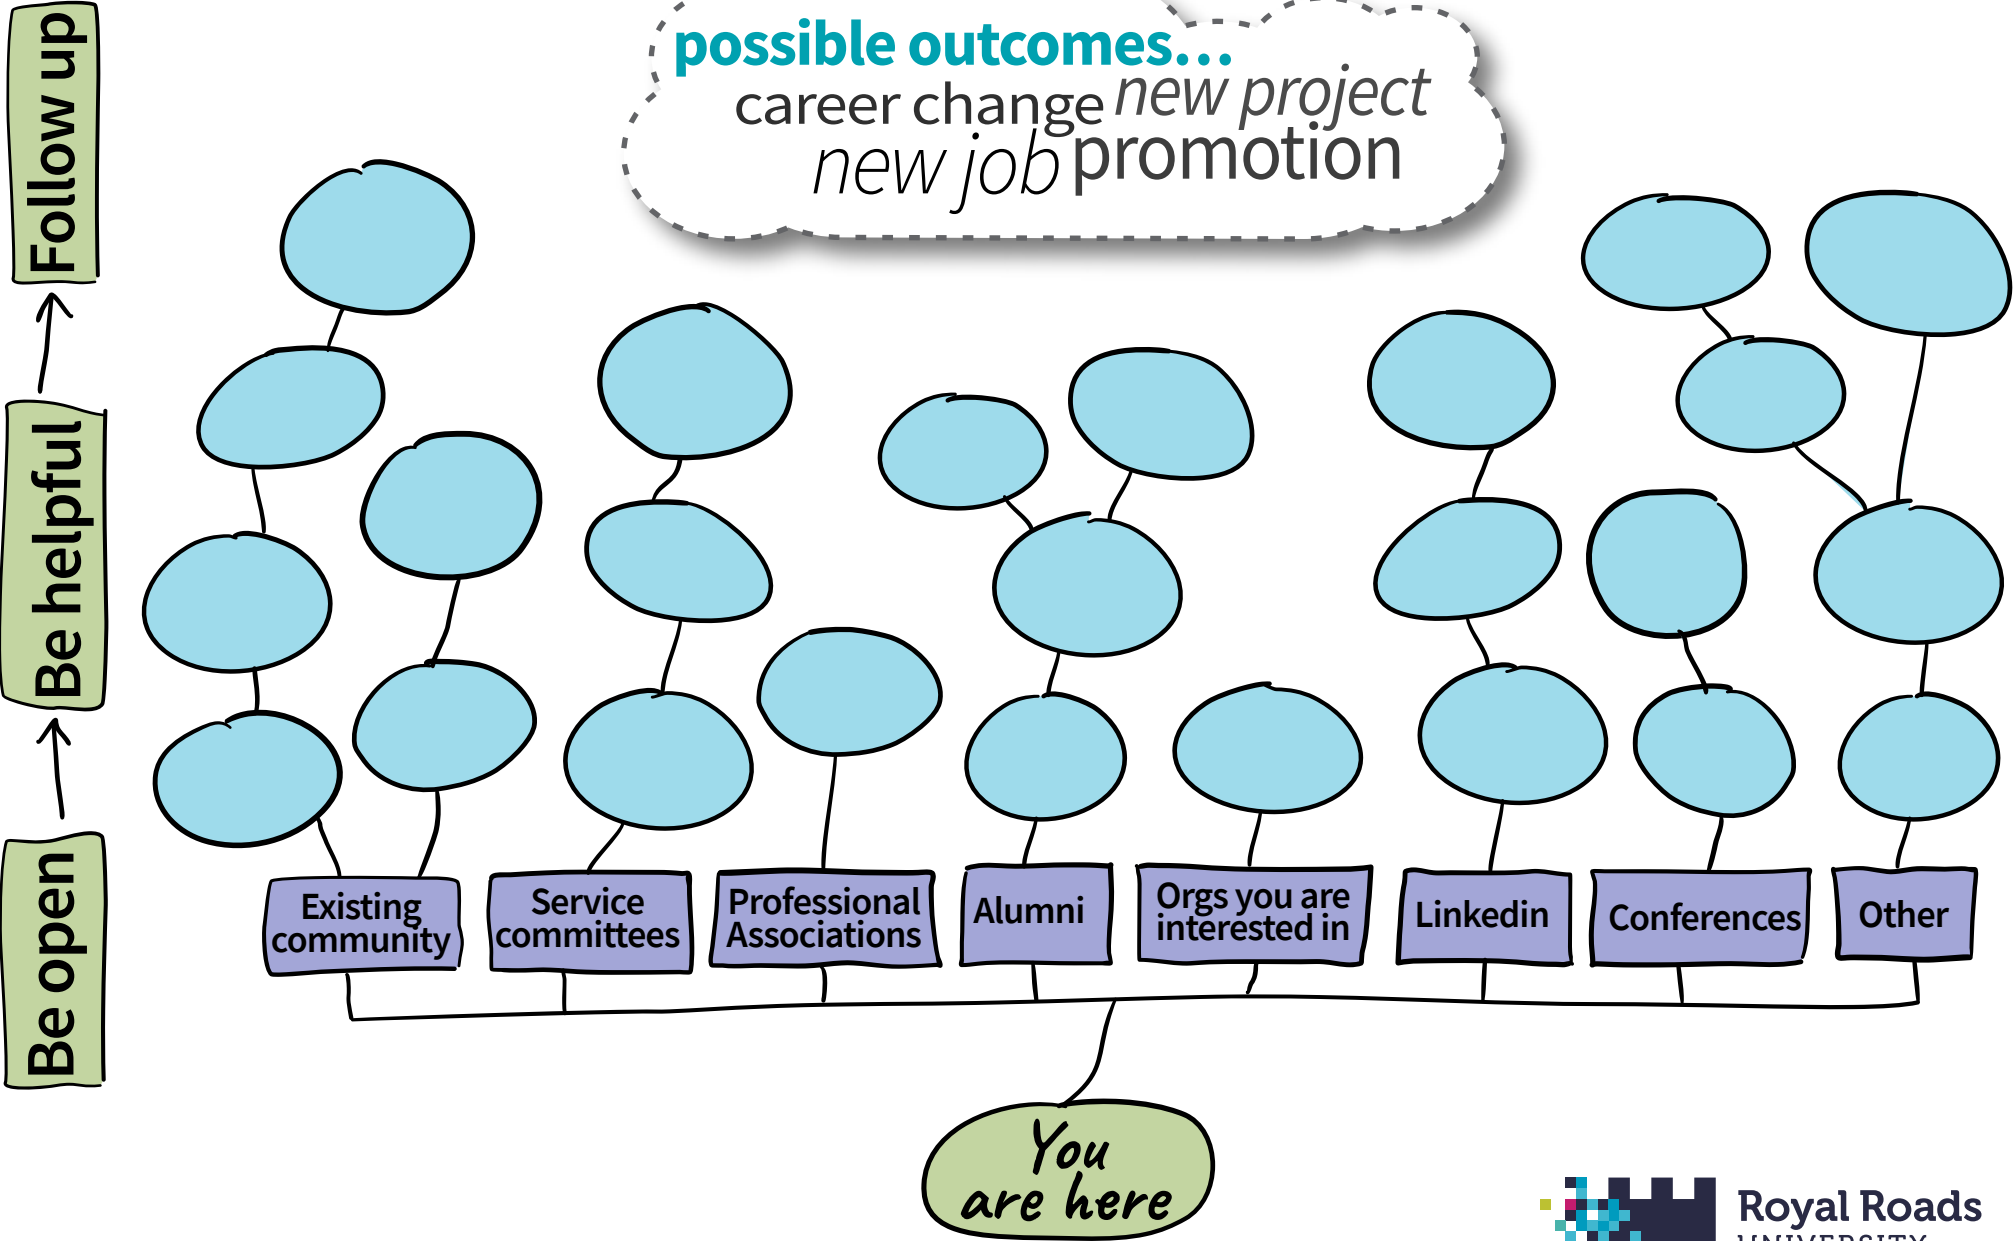 possible outcomes...
career change new project
new job promotion
Follow up
Be helpful
Be open
Existing
community
Service
committees
Professional
Associations
Alumni
Orgs you are
interested in
Linkedin
Conferences
Other
You
are here
Royal Roads
UNIVERSITY